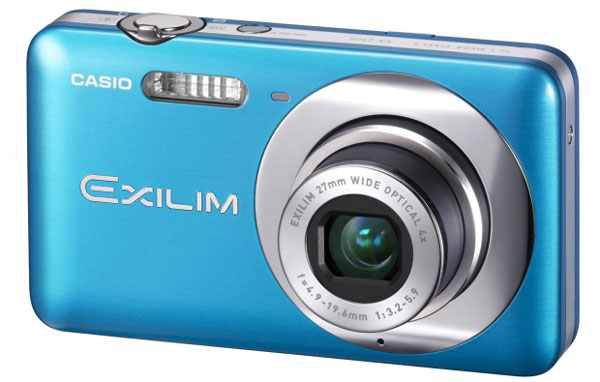 CASIO
EXILIM
EXILIM 27mm WIDE OPTICAL 4x
f=4.9-19.6mm 1:3.2-5.9